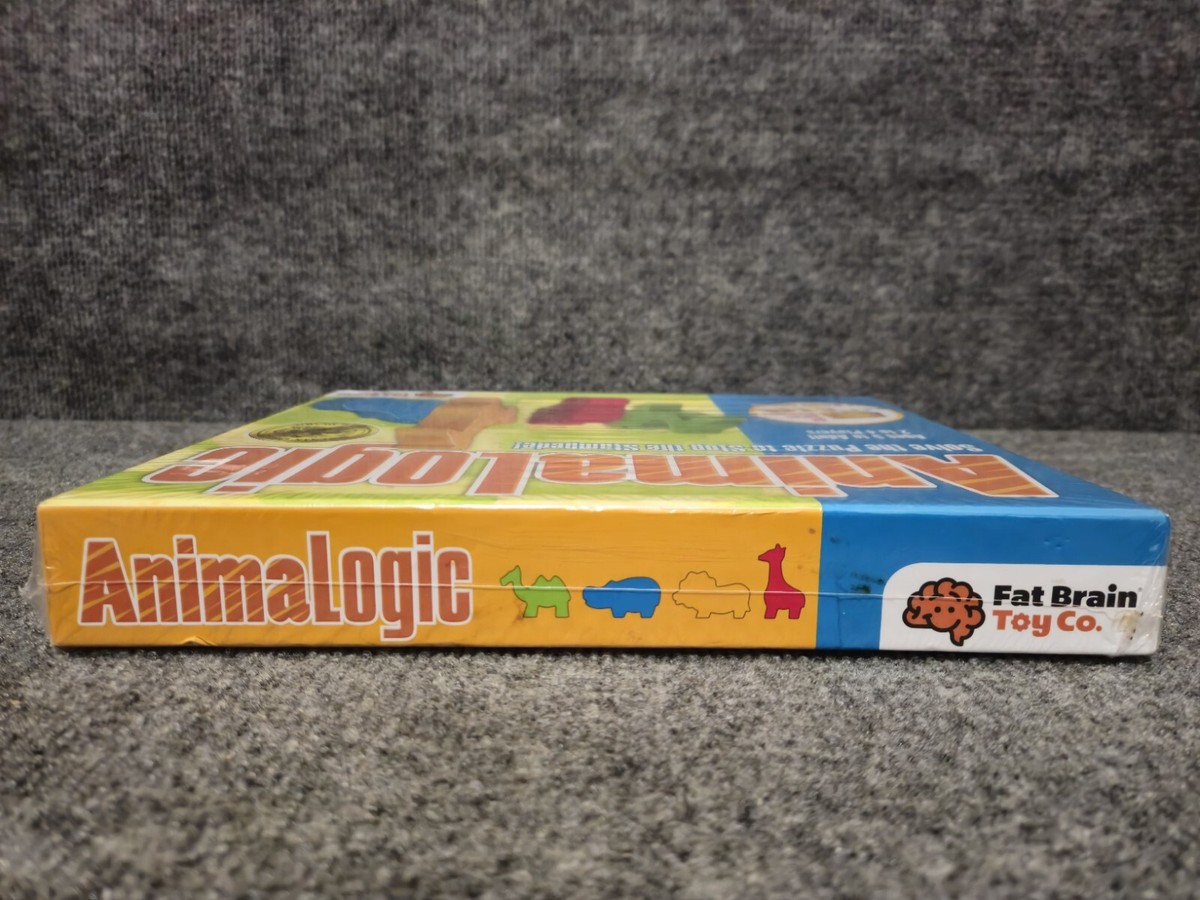 AnimaLogic
Solve the Puzzle to Stop the Stampede!
AnimaLogic
Fat Brain
Toy Co.